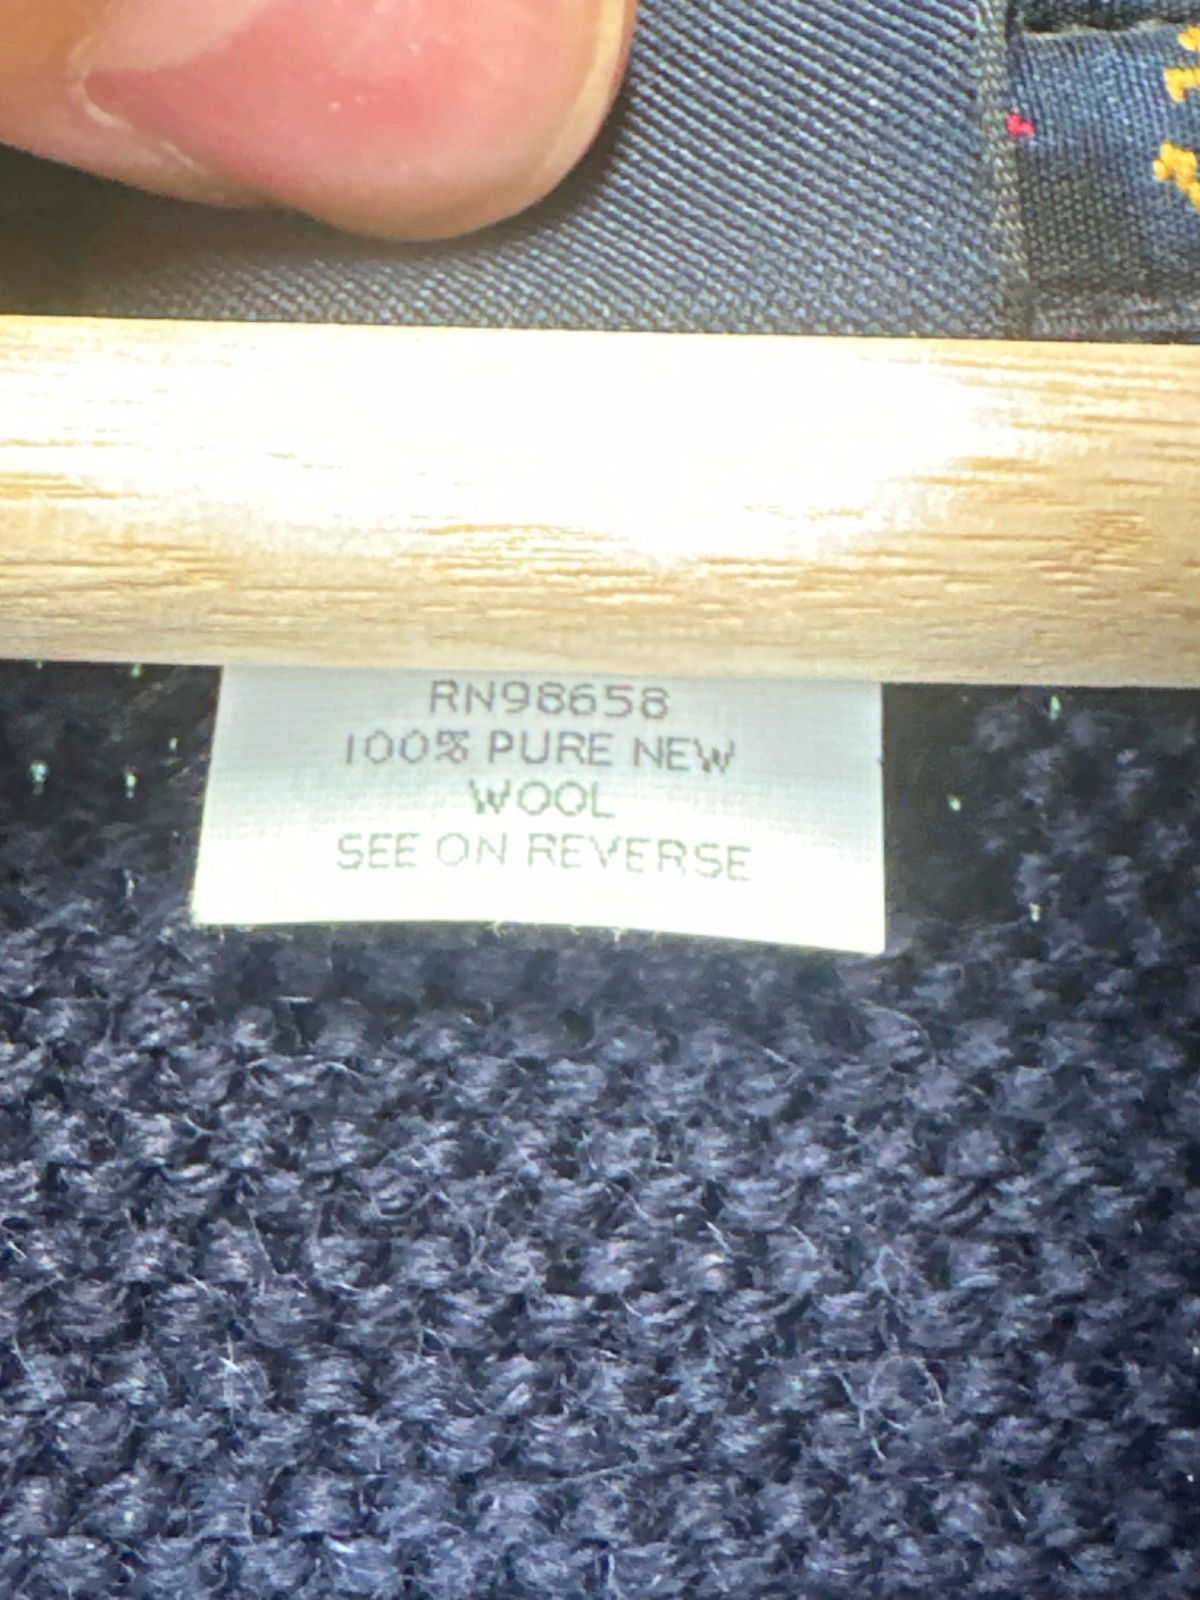 RN98658
100% PURE NEW
WOOL
SEE ON REVERSE